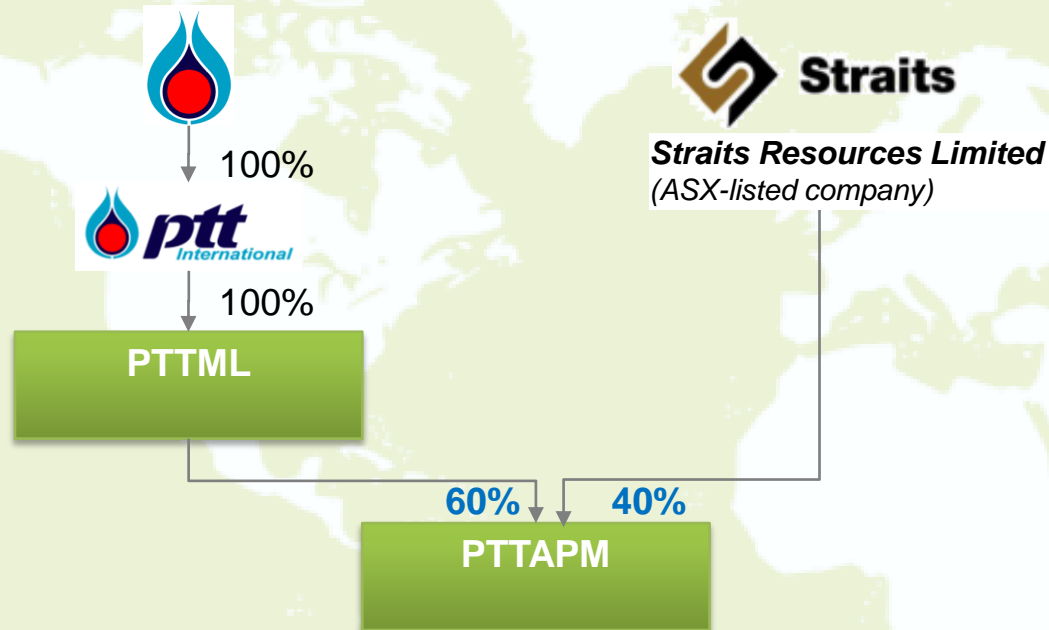 100%
ptt
International
100%
PTTML
Straits
Straits Resources Limited
(ASX-listed company)
60%
40%
PTTAPM